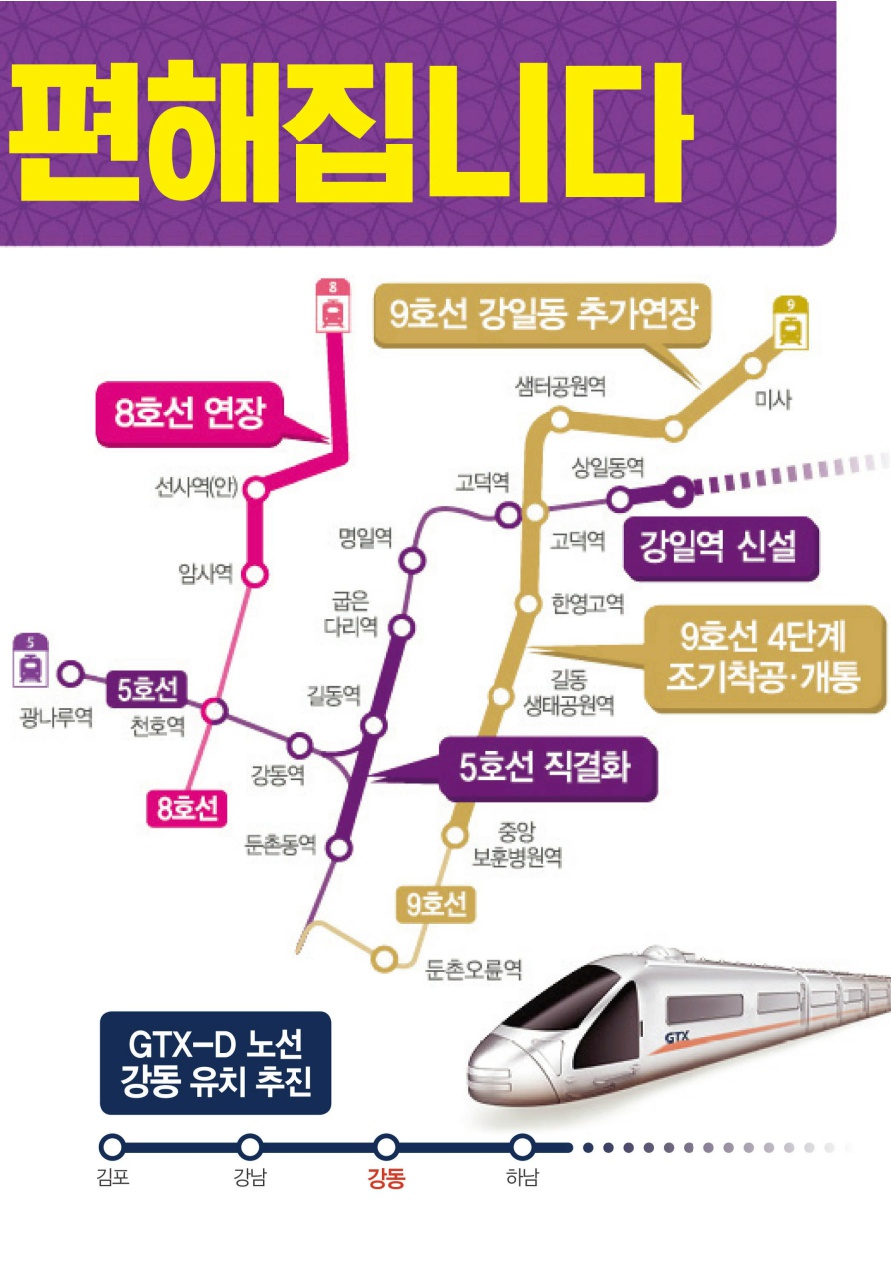 편해집니다
8
9호선 강일동 추가연장
9
8호선 연장
샘터공원역
미사
선사역(안)
고덕역
상일동역
명일역
고덕역
강일역 신설
암사역
굽은
다리역
한영고역
9호선 4단계
조기착공·개통
5
5호선
광나루역
천호역
길동역
길동
생태공원역
강동역
5호선 직결화
8호선
둔촌동역
중앙
보훈병원역
9호선
둔촌오륜역
GTX-D 노선
강동 유치 추진
GTX
김포
강남
강동
하남